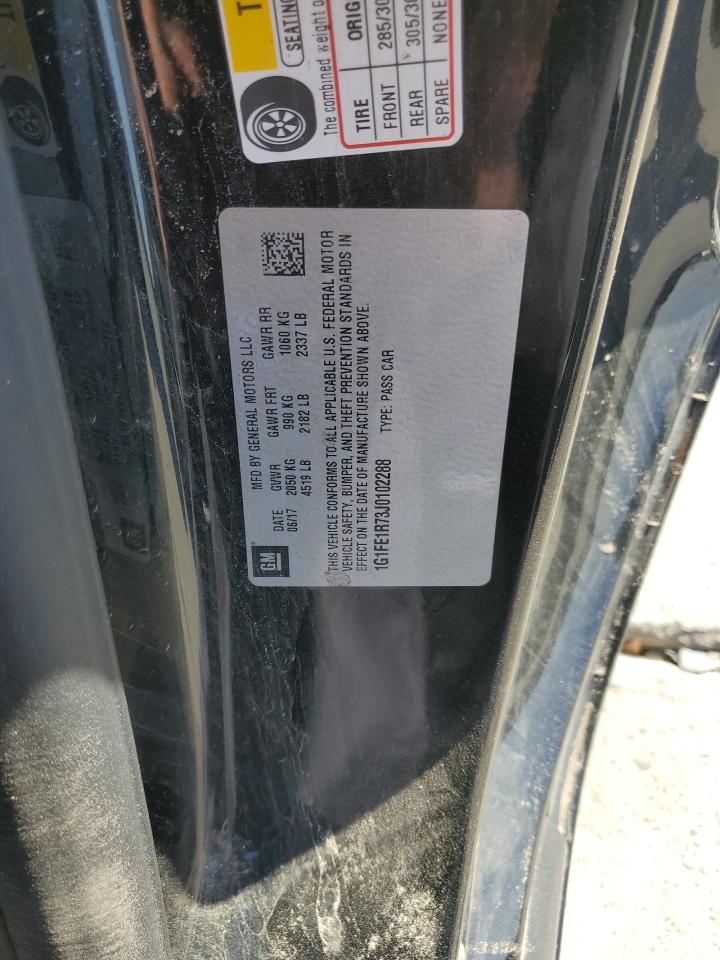 MFD BY GENERAL MOTORS LLC
DATE GVWR GAWR FRT GAWR RR
06/17 2050 KG 990 KG 1060 KG
4519 LB 2182 LB 2337 LB
GM
THIS VEHICLE CONFORMS TO ALL APPLICABLE U.S. FEDERAL MOTOR
VEHICLE SAFETY, BUMPER, AND THEFT PREVENTION STANDARDS IN
EFFECT ON THE DATE OF MANUFACTURE SHOWN ABOVE.
1G1FE1R73J0102288 TYPE: PASS CAR
T
SEATING
The combined weight o
TIRE ORIG
FRONT 285/30
REAR 305/30
SPARE NONE